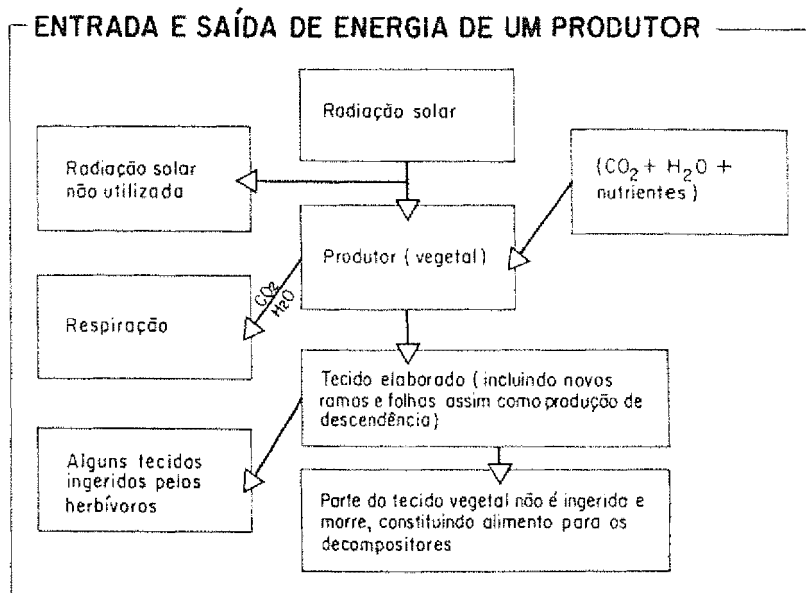 ENTRADA E SAÍDA DE ENERGIA DE UM PRODUTOR
Radiação solar
Radiação solar
não utilizada
(CO₂ + H₂O +
nutrientes)
Produtor (vegetal)
CO₂
H₂O
Respiração
Tecido elaborado (incluindo novos
ramos e folhas assim como produção de
descendência)
Alguns tecidos
ingeridos pelos
herbívoros
Parte do tecido vegetal não é ingerida e
morre, constituindo alimento para os
decompositores